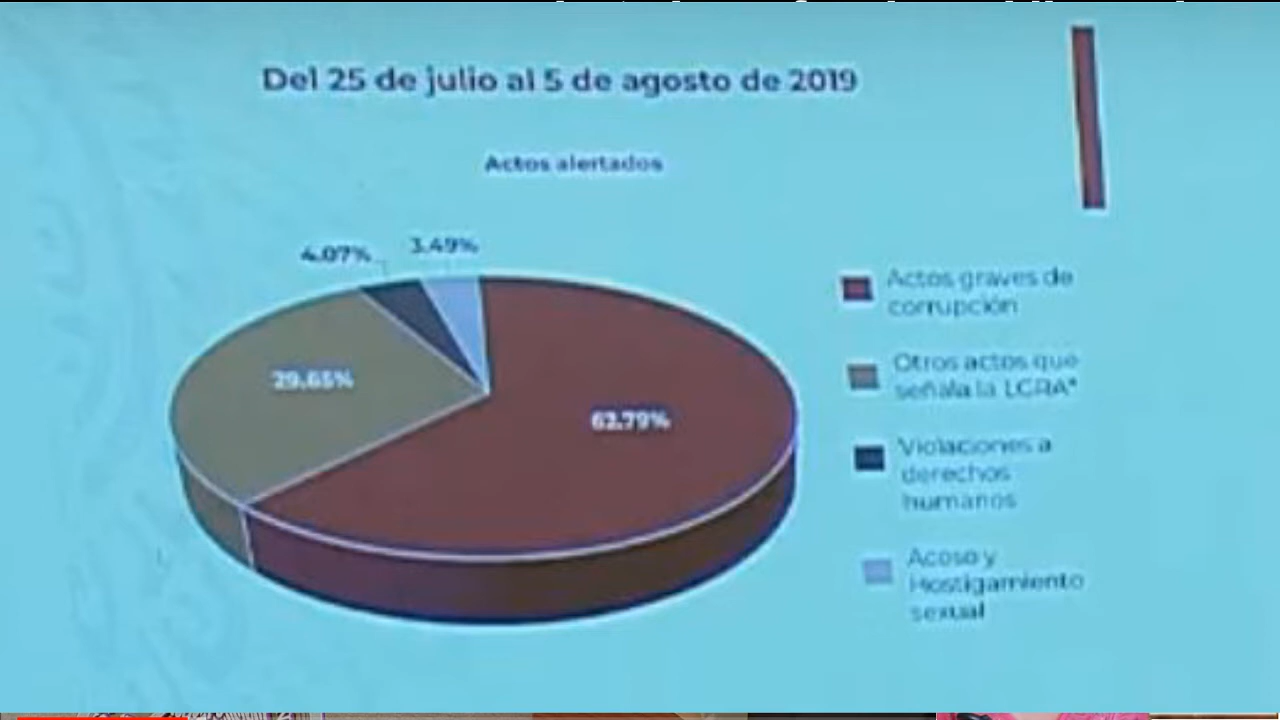 Del 25 de julio al 5 de agosto de 2019
Actos alertados
4.07%
3.49%
29.65%
62.79%
Actos graves de
corrupción
Otros actos que
señala la LGRA*
Violaciones a
derechos
humanos
Acoso y
Hostigamiento
sexual